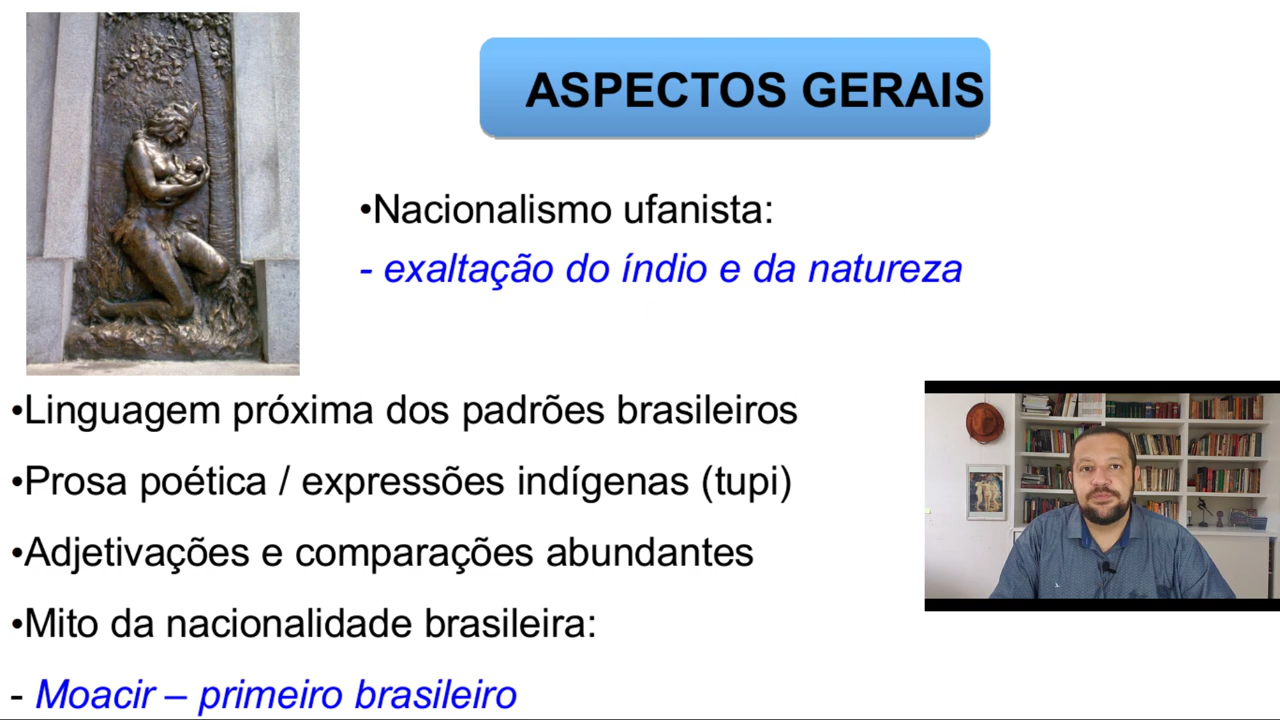 ASPECTOS GERAIS
•Nacionalismo ufanista:
- exaltação do índio e da natureza
•Linguagem próxima dos padrões brasileiros
•Prosa poética / expressões indígenas (tupi)
•Adjetivações e comparações abundantes
•Mito da nacionalidade brasileira:
- Moacir – primeiro brasileiro